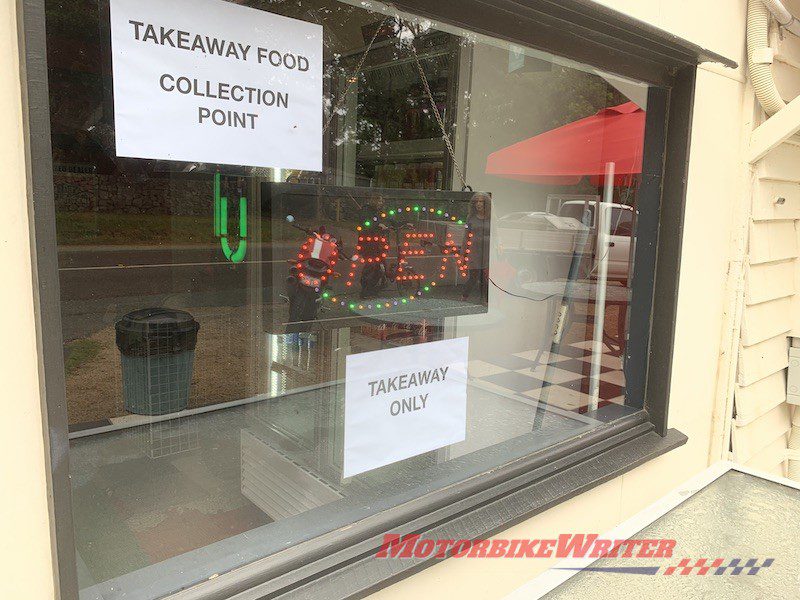 TAKEAWAY FOOD
COLLECTION
POINT
OPEN
TAKEAWAY
ONLY
MOTORBIKEWRITER